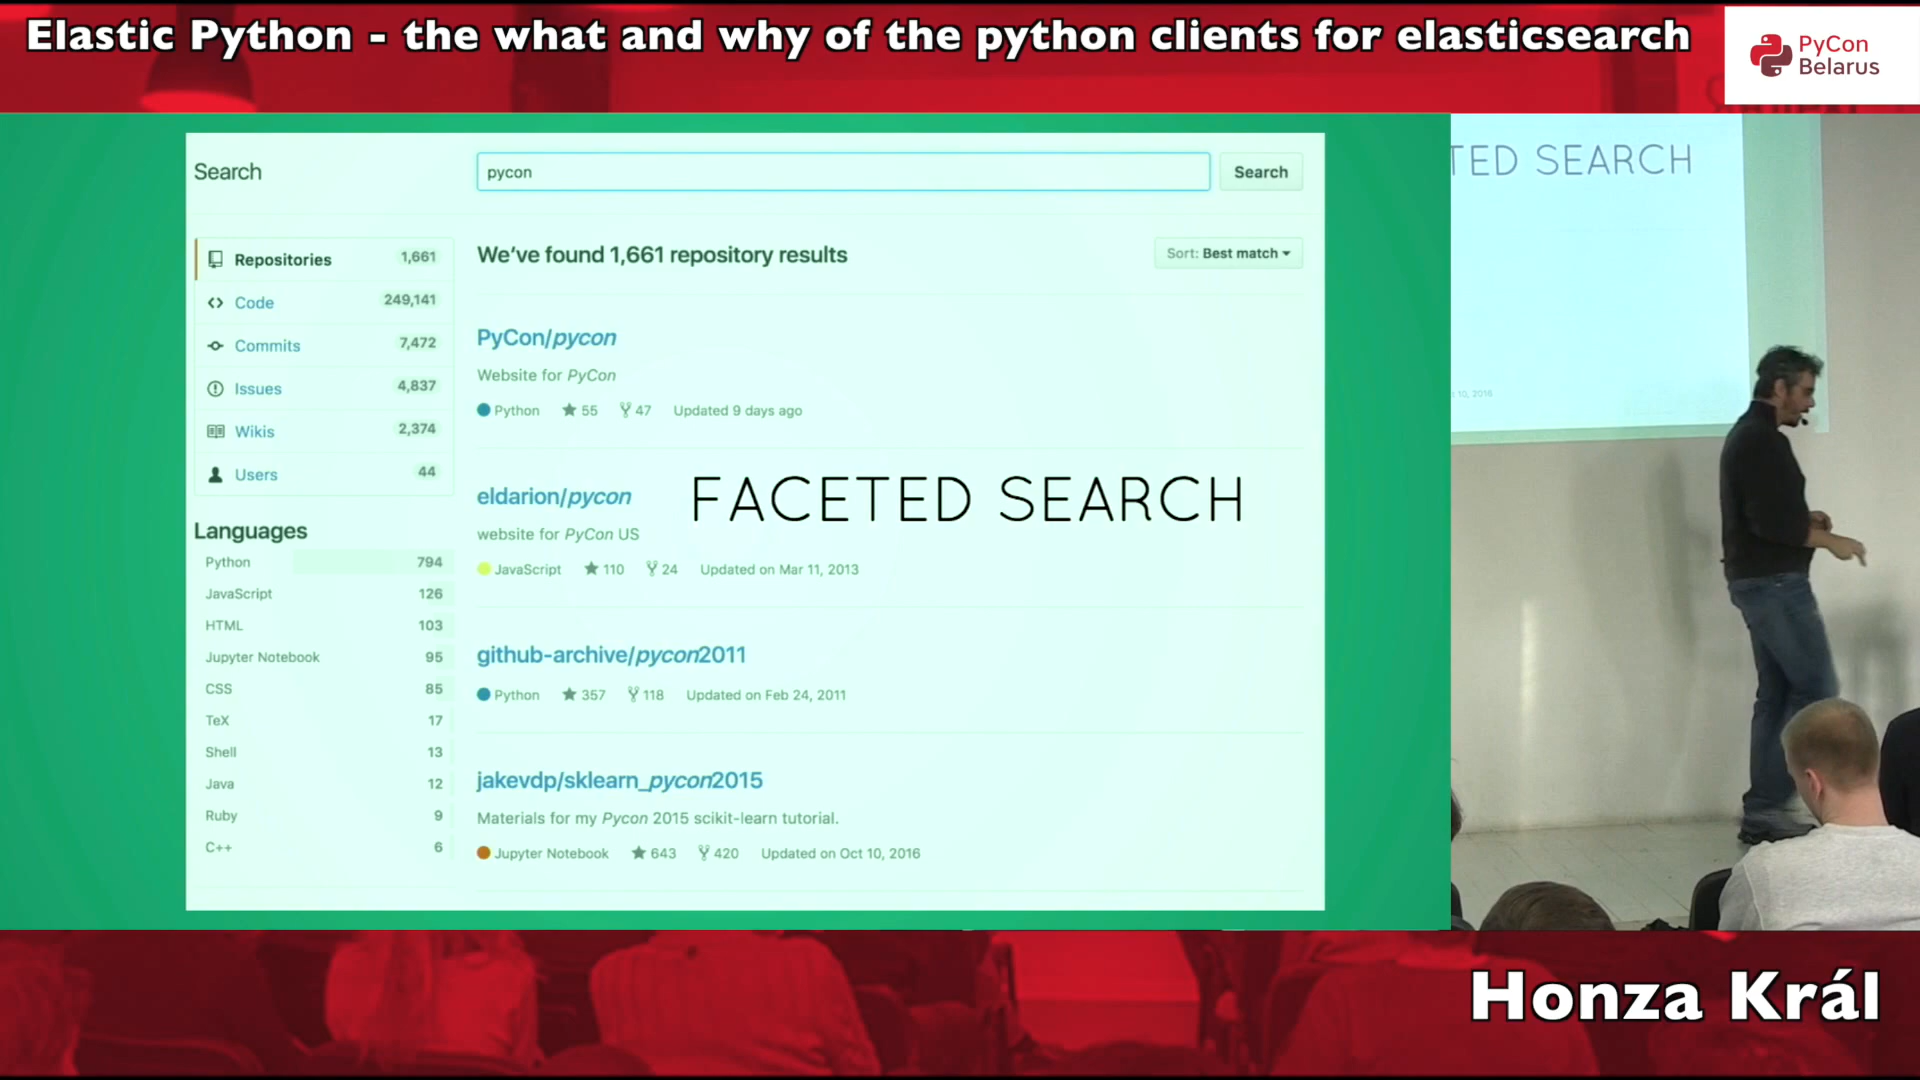 Elastic Python - the what and why of the python clients for elasticsearch
PyCon
Belarus
Search
pycon
Search
Repositories 1,661
Code 249,141
Commits 7,472
Issues 4,837
Wikis 2,374
Users 44
Languages
Python 794
JavaScript 126
HTML 103
Jupyter Notebook 95
CSS 85
TeX 17
Shell 13
Java 12
Ruby 9
C++ 6
We've found 1,661 repository results
Sort: Best match
PyCon/pycon
Website for PyCon
Python 55 47 Updated 9 days ago
eldarion/pycon
website for PyCon US
JavaScript 110 24 Updated on Mar 11, 2013
FACETED SEARCH
github-archive/pycon2011
Python 357 118 Updated on Feb 24, 2011
jakevdp/sklearn_pycon2015
Materials for my Pycon 2015 scikit-learn tutorial.
Jupyter Notebook 643 420 Updated on Oct 10, 2016
TED SEARCH
10, 2016
Honza Král